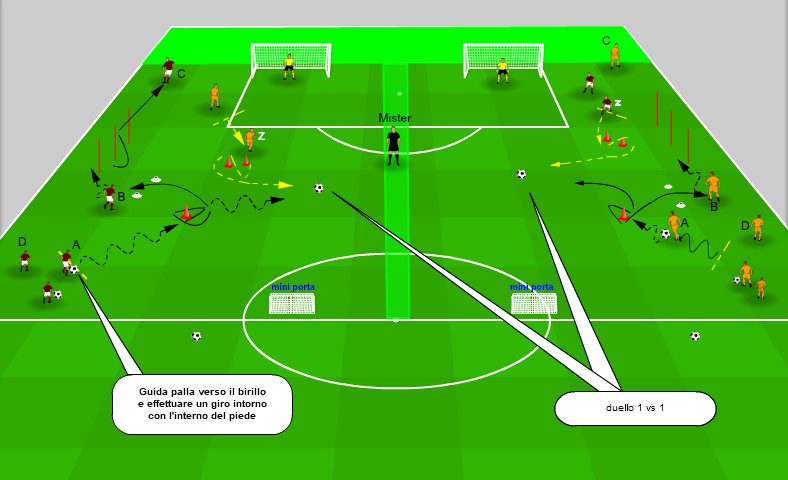 C
C
Z
Z
Mister
B
B
D
A
A
D
mini porta
mini porta
Guida palla verso il birillo
e effettuare un giro intorno
con l'interno del piede
duello 1 vs 1